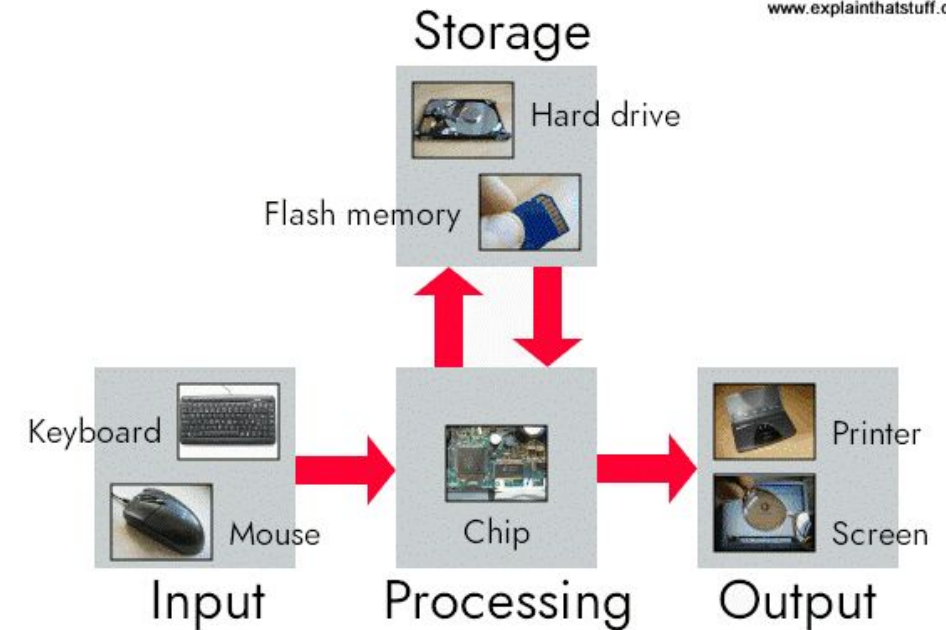 www.explainthatstuff.c
Storage
Hard drive
Flash memory
Keyboard
Mouse
Chip
Printer
Screen
Input
Processing
Output